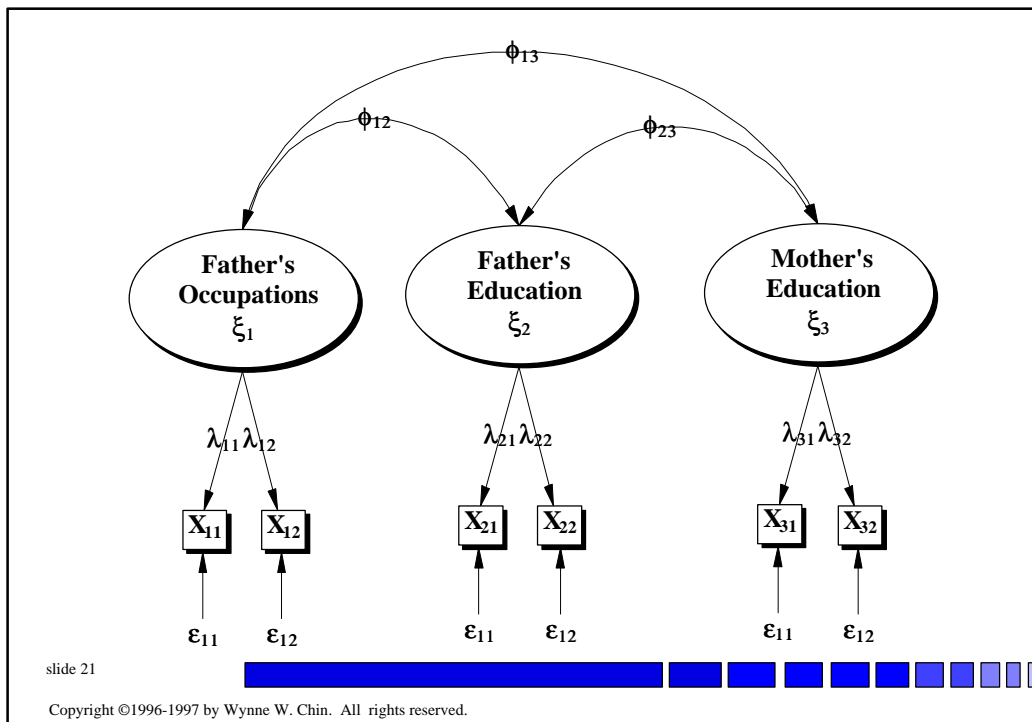 ϕ13
ϕ12
ϕ23
Father's
Occupations
ξ1
Father's
Education
ξ2
Mother's
Education
ξ3
λ11 λ12
λ21 λ22
λ31 λ32
X11
X12
X21
X22
X31
X32
ε11
ε12
ε11
ε12
ε11
ε12
slide 21
Copyright ©1996-1997 by Wynne W. Chin. All rights reserved.